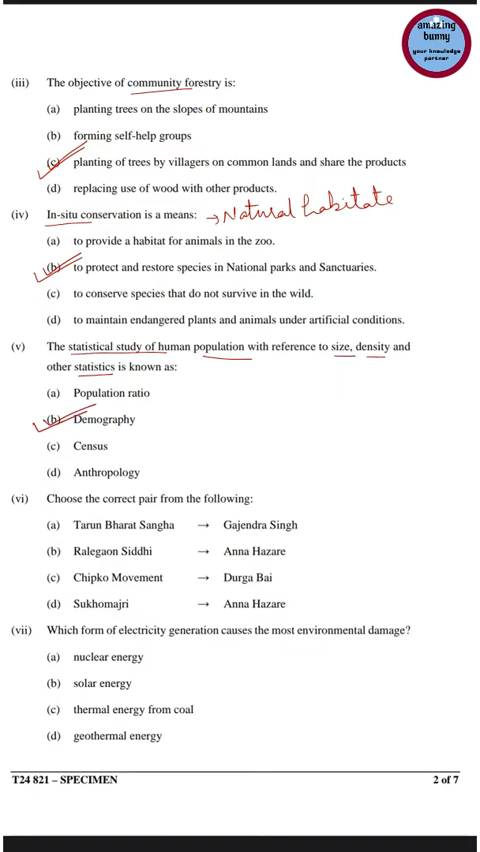 amazing
bunny
your knowledge
partner
(iii) The objective of community forestry is:
(a) planting trees on the slopes of mountains
(b) forming self-help groups
(c) planting of trees by villagers on common lands and share the products
(d) replacing use of wood with other products.
(iv) In-situ conservation is a means: → Natural habitate
(a) to provide a habitat for animals in the zoo.
(b) to protect and restore species in National parks and Sanctuaries.
(c) to conserve species that do not survive in the wild.
(d) to maintain endangered plants and animals under artificial conditions.
(v) The statistical study of human population with reference to size, density and
other statistics is known as:
(a) Population ratio
(b) Demography
(c) Census
(d) Anthropology
(vi) Choose the correct pair from the following:
(a) Tarun Bharat Sangha → Gajendra Singh
(b) Ralegaon Siddhi → Anna Hazare
(c) Chipko Movement → Durga Bai
(d) Sukhomajri → Anna Hazare
(vii) Which form of electricity generation causes the most environmental damage?
(a) nuclear energy
(b) solar energy
(c) thermal energy from coal
(d) geothermal energy
T24 821 – SPECIMEN 2 of 7